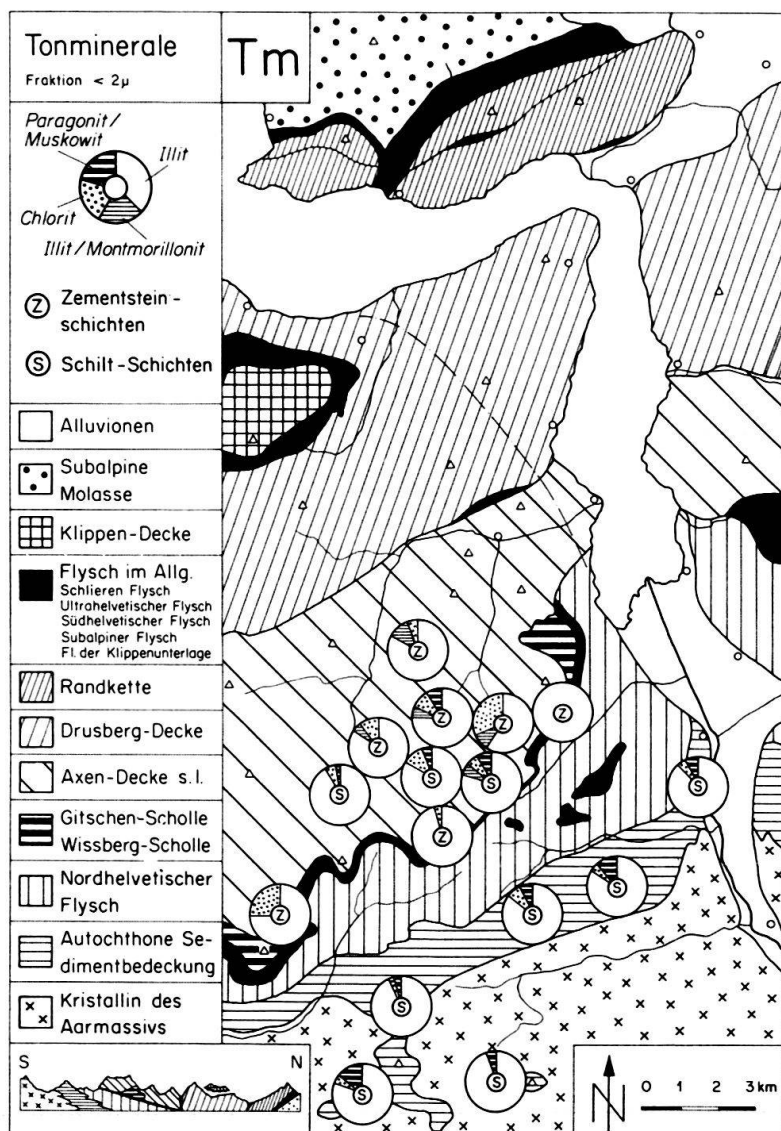 Tonminerale
Fraktion < 2µ
Tm
Paragonit/
Muskowit
Illit
Chlorit
Illit/Montmorillonit
Z Zementstein-
schichten
S Schilt-Schichten
Alluvionen
Subalpine
Molasse
Klippen-Decke
Flysch im Allg.
Schlieren Flysch
Ultrahelvetischer Flysch
Südhelvetischer Flysch
Subalpiner Flysch
Fl. der Klippenunterlage
Randkette
Drusberg-Decke
Axen-Decke s.l.
Gitschen-Scholle
Wissberg-Scholle
Nordhelvetischer
Flysch
Autochthone Se-
dimentbedeckung
Kristallin des
Aarmassivs
Z
Z
Z
Z
Z
S
S
S
S
Z
Z
S
S
S
S
S
S N
N
0 1 2 3 km